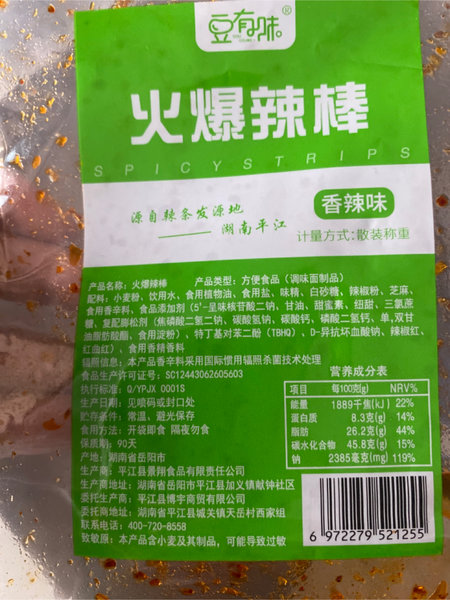 豆有味®
火爆辣棒
SPICYSTRIPS
源自辣条发源地
——湖南平江
香辣味
计量方式:散装称重
产品名称:火爆辣棒 产品类型:方便食品(调味面制品)
配料:小麦粉、饮用水、食用植物油、食用盐、味精、白砂糖、辣椒粉、芝麻、
食用香辛料、食品添加剂(5'-呈味核苷酸二钠、甘油、甜蜜素、纽甜、三氯蔗
糖、复配膨松剂(焦磷酸二氢二钠、碳酸氢钠、碳酸钙、磷酸二氢钙、单,双甘
油脂肪酸酯、食用淀粉)、特丁基对苯二酚(TBHQ)、D-异抗坏血酸钠、辣椒红、
红曲红)、食用香精香料
辐照信息:本产品香辛料采用国际惯用辐照杀菌技术处理
食品生产许可证号:SC12443062605603
执行标准:Q/YPJX 0001S
生产日期:见喷码或封口处
贮存条件:常温、避光保存
食用方法:开袋即食 隔夜勿食
保质期:90天
产地:湖南省岳阳市
生产商:平江县景翔食品有限责任公司
生产商地址:湖南省岳阳市平江县加义镇献钟社区
委托生产商:平江县博宇商贸有限公司
委托商地址:湖南省平江县城关镇天岳村西家组
联系电话:400-720-8558
致敏原:本产品含小麦及其制品,可能导致过敏
营养成分表
项目 每100克(g) NRV%
能量 1889千焦(kJ) 22%
蛋白质 8.3克(g) 14%
脂肪 26.2克(g) 44%
碳水化合物 45.8克(g) 15%
钠 2385毫克(mg) 119%
6 972279 521255